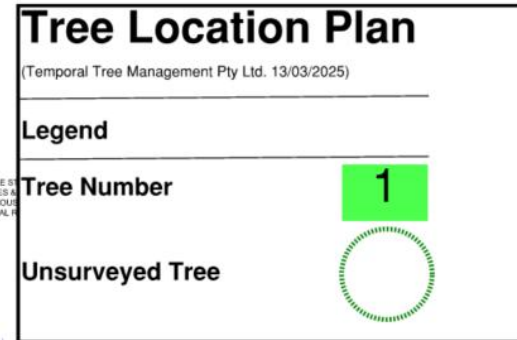 Tree Location Plan
(Temporal Tree Management Pty Ltd. 13/03/2025)
Legend
Tree Number 1
Unsurveyed Tree